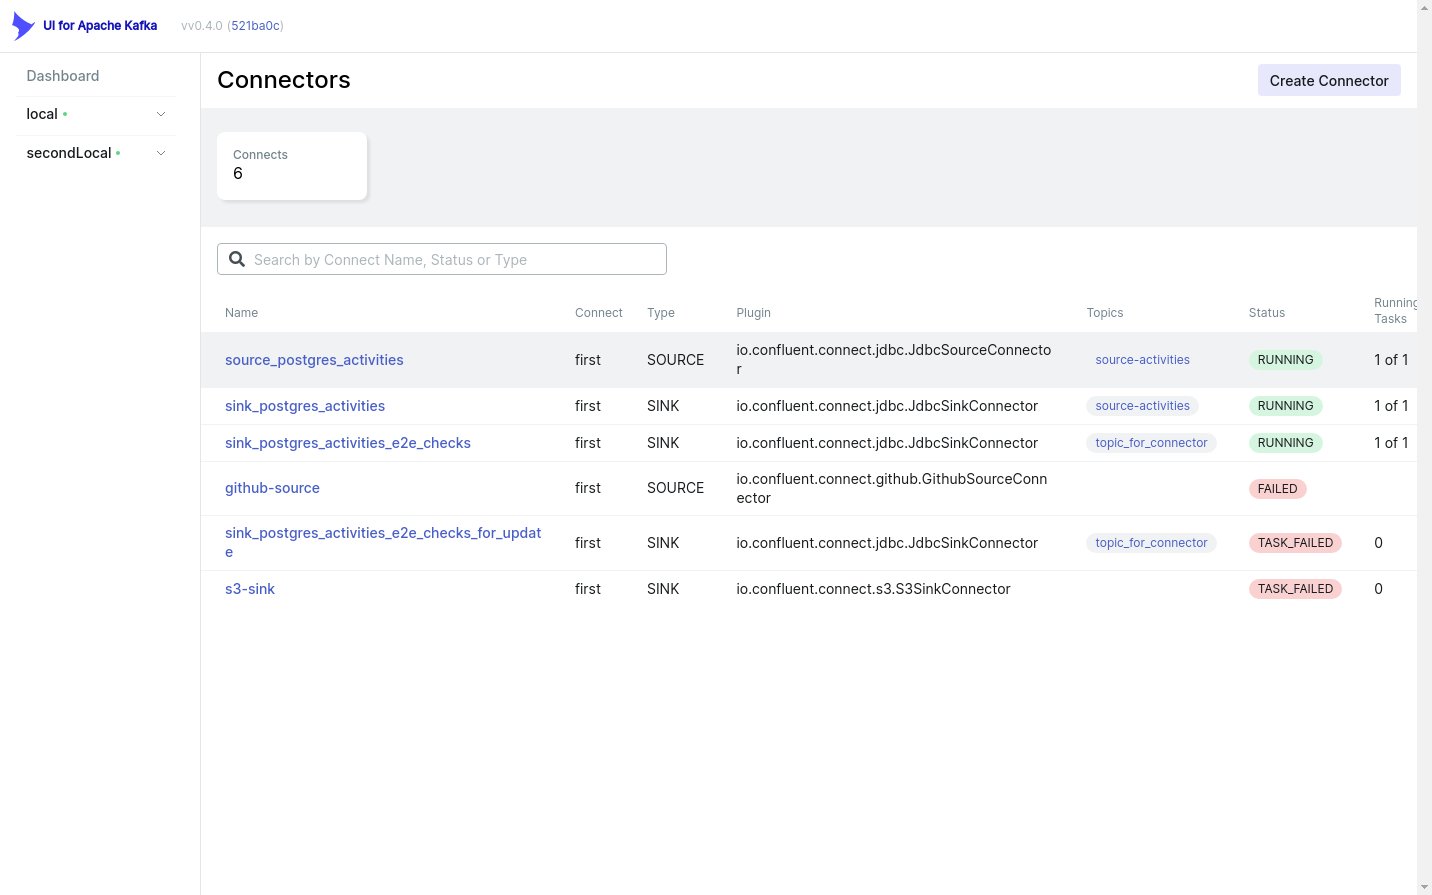 UI for Apache Kafka vv0.4.0 (521ba0c)
Dashboard
local
secondLocal
Connectors
Create Connector
Connects
6
Search by Connect Name, Status or Type
Name Connect Type Plugin Topics Status Running
Tasks
source_postgres_activities first SOURCE io.confluent.connect.jdbc.JdbcSourceConnecto
r source-activities RUNNING 1 of 1
sink_postgres_activities first SINK io.confluent.connect.jdbc.JdbcSinkConnector source-activities RUNNING 1 of 1
sink_postgres_activities_e2e_checks first SINK io.confluent.connect.jdbc.JdbcSinkConnector topic_for_connector RUNNING 1 of 1
github-source first SOURCE io.confluent.connect.github.GithubSourceConn
ector FAILED
sink_postgres_activities_e2e_checks_for_updat
e first SINK io.confluent.connect.jdbc.JdbcSinkConnector topic_for_connector TASK_FAILED 0
s3-sink first SINK io.confluent.connect.s3.S3SinkConnector TASK_FAILED 0